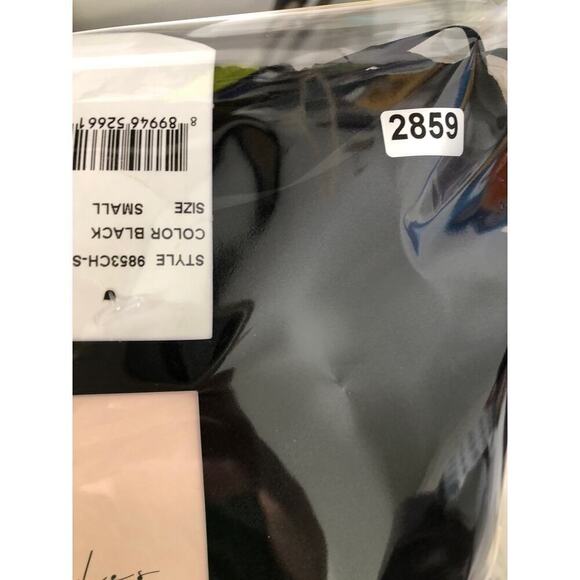 2859
STYLE 9853CH-S
COLOR BLACK
SIZE SMALL
8 89946 52661